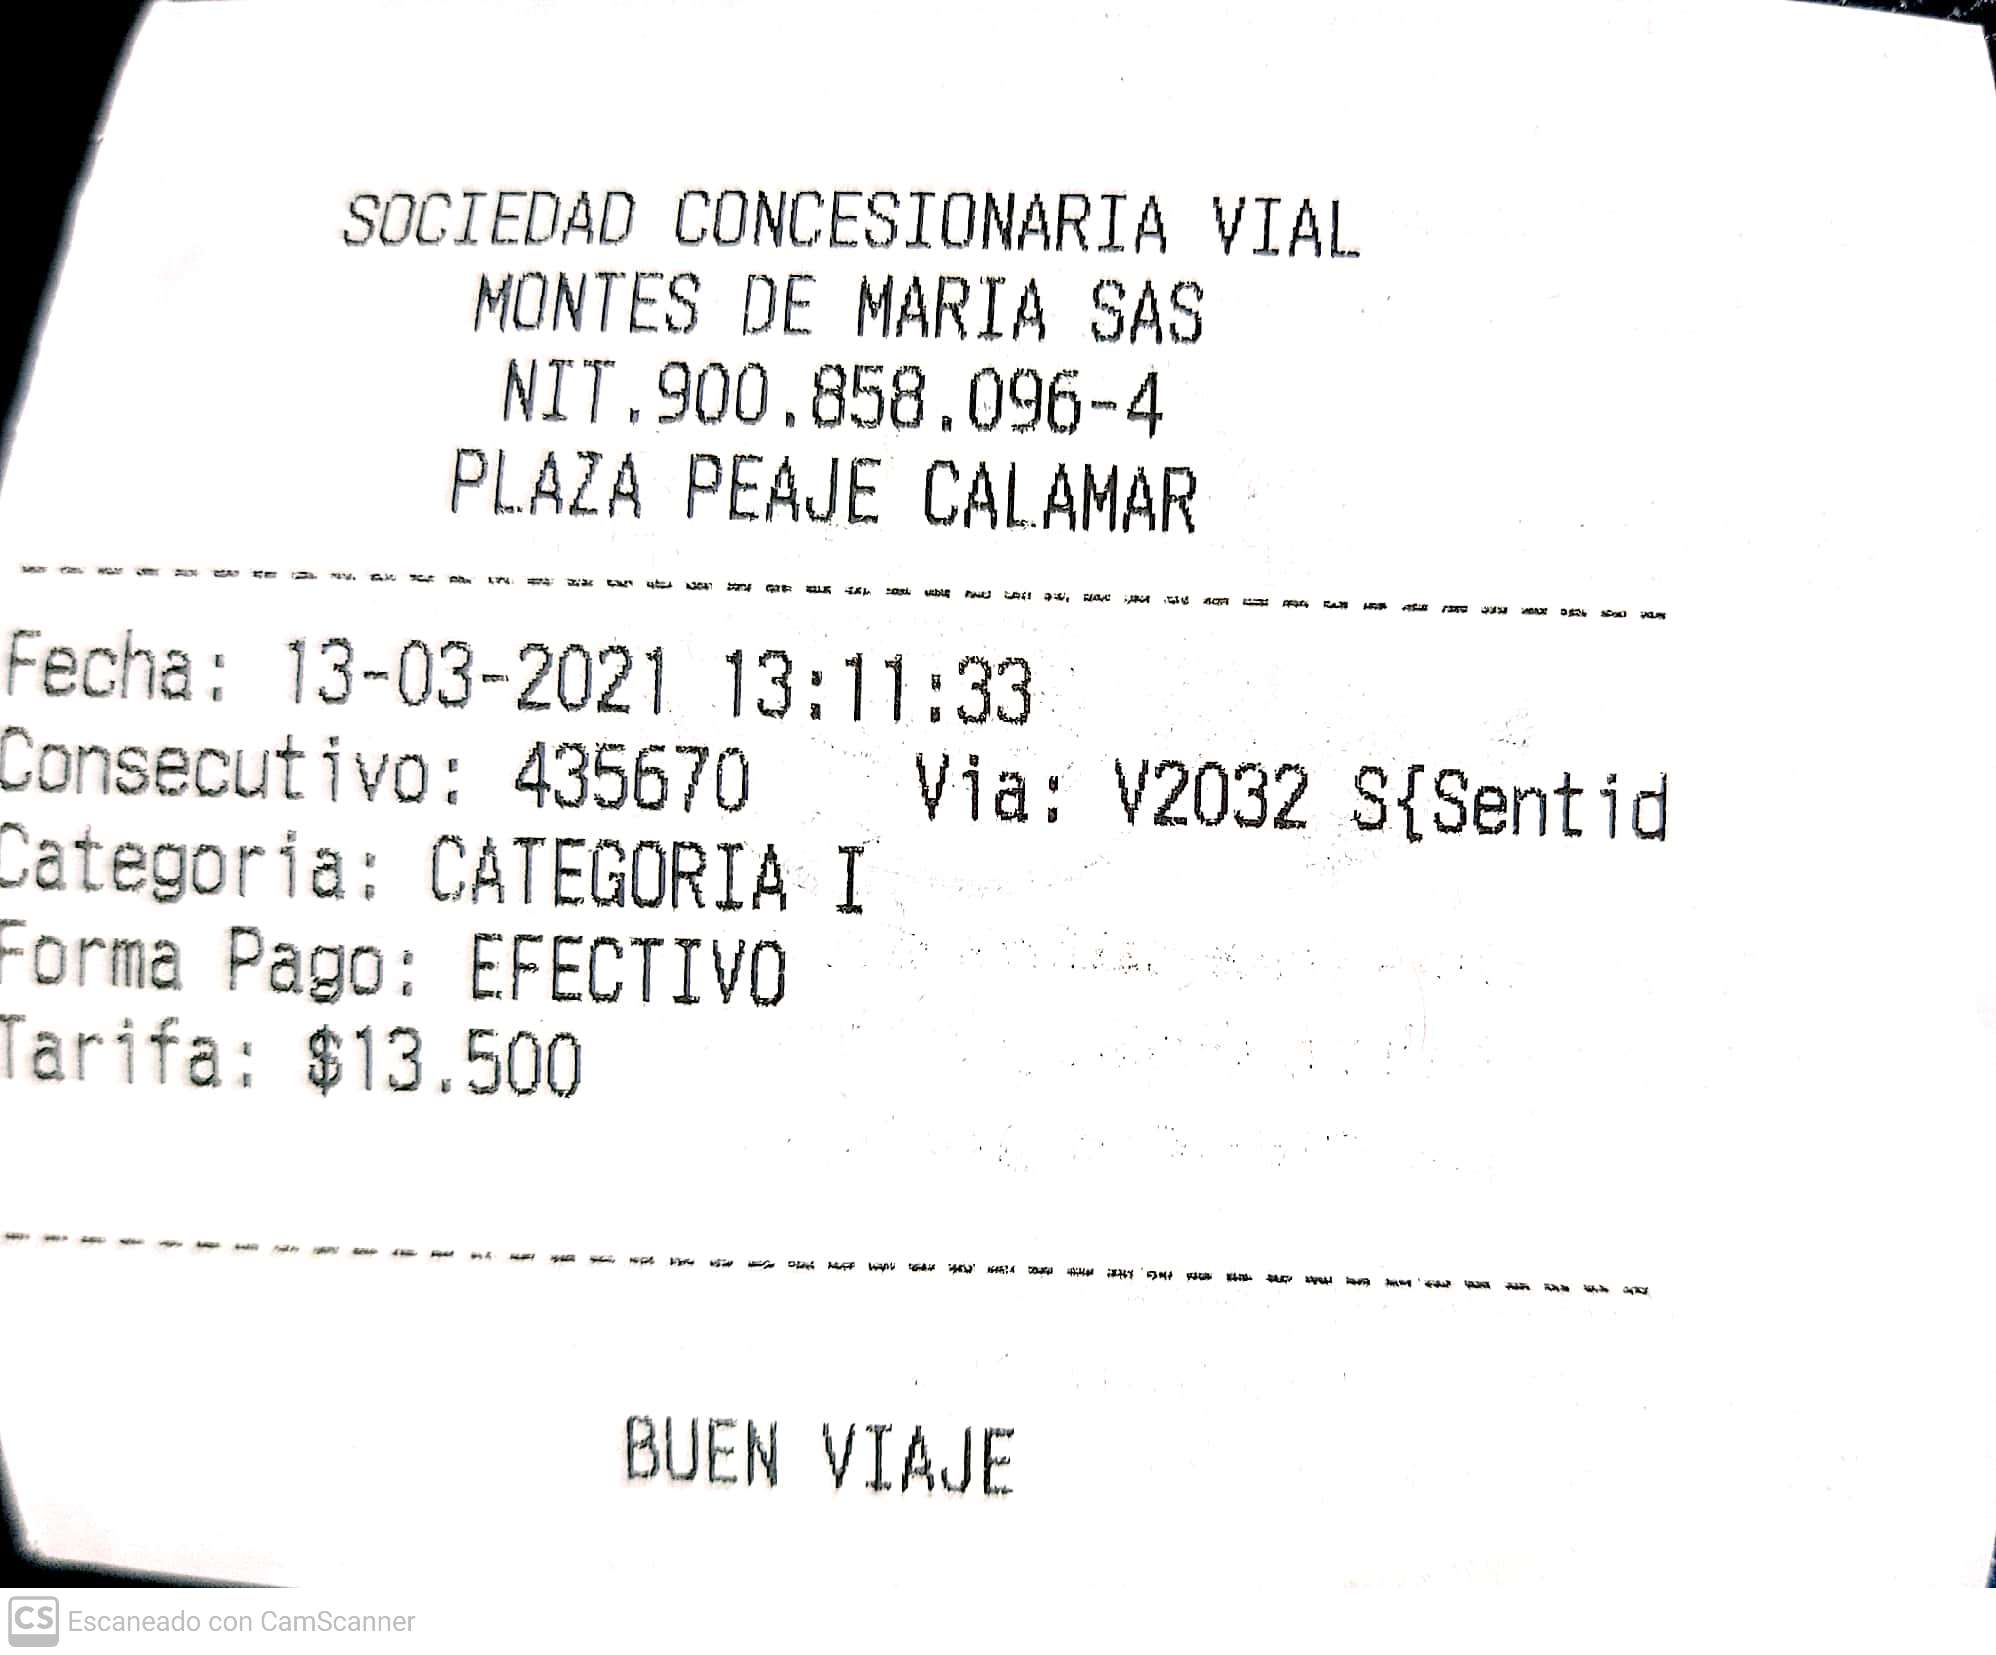 SOCIEDAD CONCESIONARIA VIAL
MONTES DE MARIA SAS
NIT.900.858.096-4
PLAZA PEAJE CALAMAR
Fecha: 13-03-2021 13:11:33
Consecutivo: 435670 Via: V2032 S{Sentid
Categoria: CATEGORIA I
Forma Pago: EFECTIVO
Tarifa: $13.500
BUEN VIAJE
CS Escaneado con CamScanner